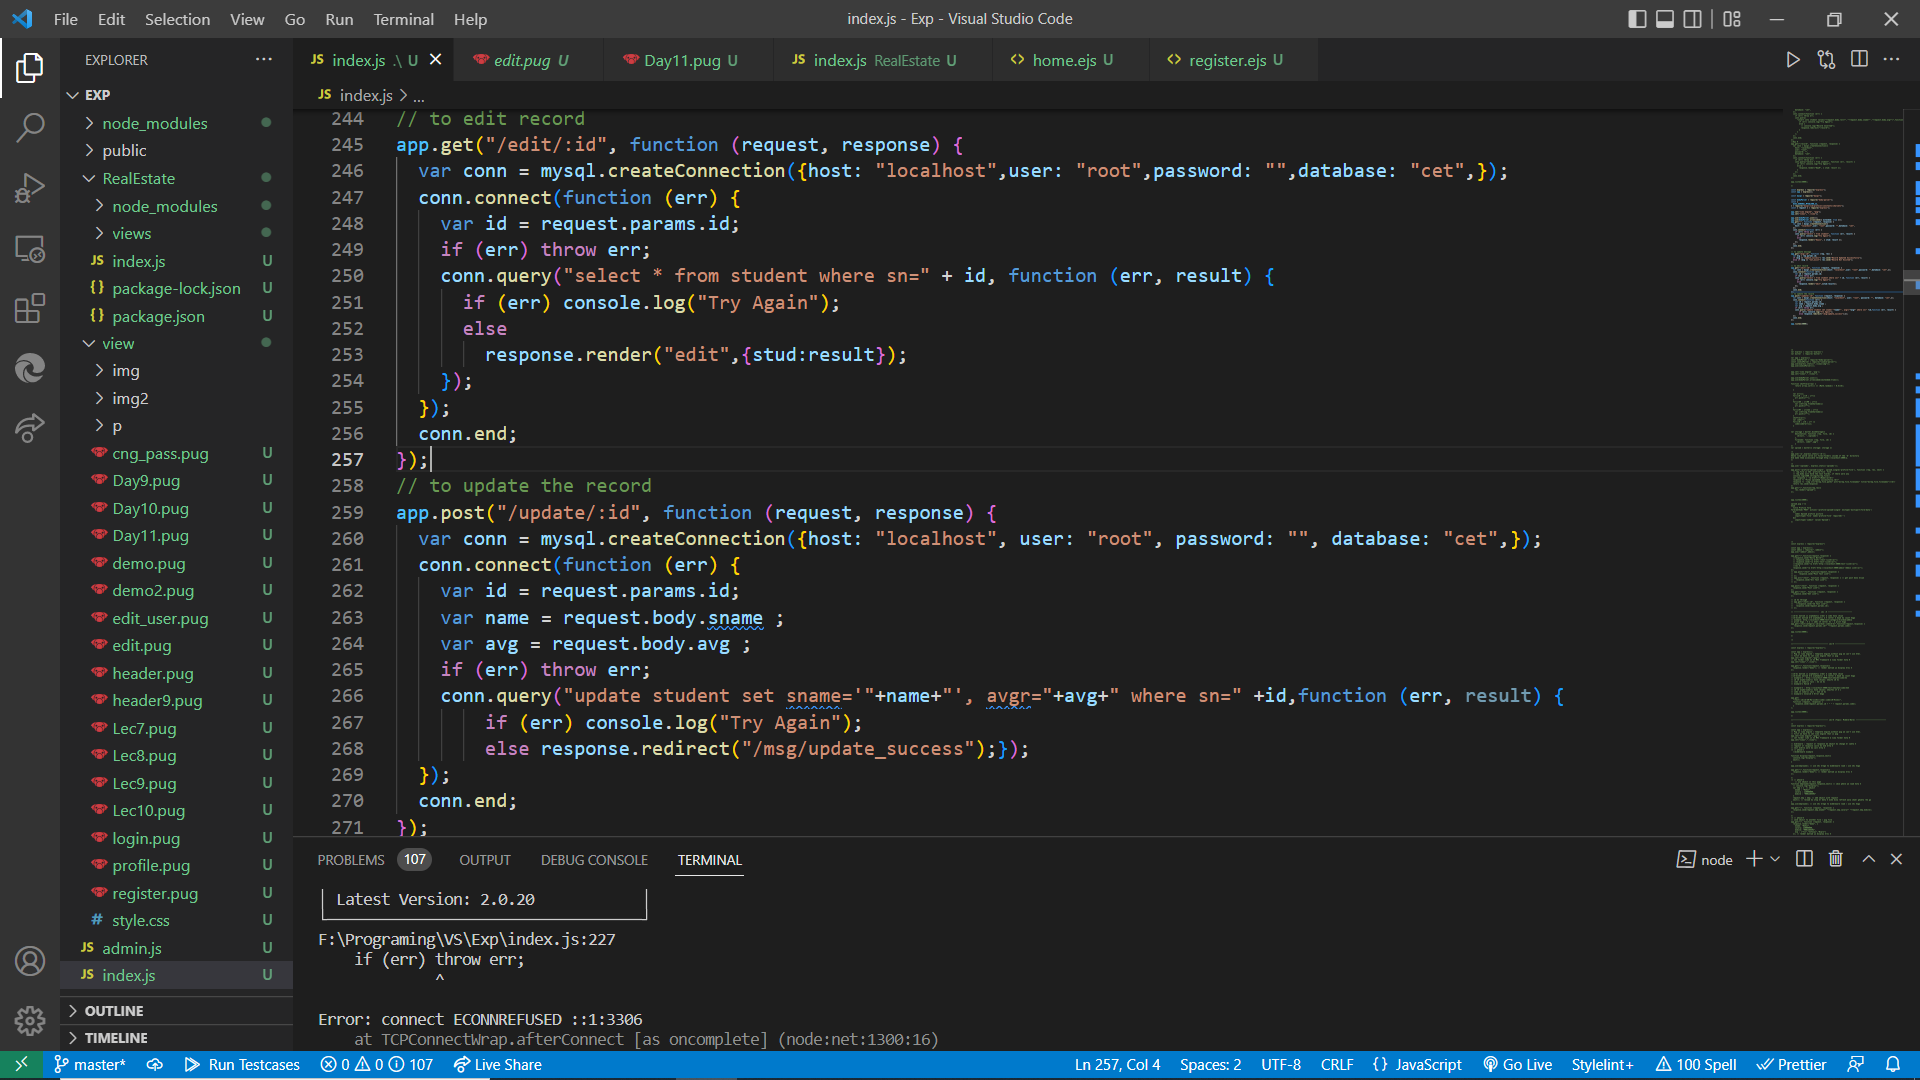 File Edit Selection View Go Run Terminal Help
index.js - Exp - Visual Studio Code
EXPLORER ···
EXP
node_modules
public
RealEstate
node_modules
views
index.js U
package-lock.json U
package.json U
view
img
img2
p
cng_pass.pug U
Day9.pug U
Day10.pug U
Day11.pug U
demo.pug U
demo2.pug U
edit_user.pug U
edit.pug U
header.pug U
header9.pug U
Lec7.pug U
Lec8.pug U
Lec9.pug U
Lec10.pug U
login.pug U
profile.pug U
register.pug U
# style.css U
JS admin.js U
JS index.js U
OUTLINE
TIMELINE
JS index.js .\ U edit.pug U Day11.pug U JS index.js RealEstate U <> home.ejs U <> register.ejs U
JS index.js > ...
244 // to edit record
245 app.get("/edit/:id", function (request, response) {
246 var conn = mysql.createConnection({host: "localhost",user: "root",password: "",database: "cet",});
247 conn.connect(function (err) {
248 var id = request.params.id;
249 if (err) throw err;
250 conn.query("select * from student where sn=" + id, function (err, result) {
251 if (err) console.log("Try Again");
252 else
253 response.render("edit",{stud:result});
254 });
255 });
256 conn.end;
257 });
258 // to update the record
259 app.post("/update/:id", function (request, response) {
260 var conn = mysql.createConnection({host: "localhost", user: "root", password: "", database: "cet",});
261 conn.connect(function (err) {
262 var id = request.params.id;
263 var name = request.body.sname ;
264 var avg = request.body.avg ;
265 if (err) throw err;
266 conn.query("update student set sname='"+name+"', avgr="+avg+" where sn=" +id,function (err, result) {
267 if (err) console.log("Try Again");
268 else response.redirect("/msg/update_success");});
269 });
270 conn.end;
271 });
PROBLEMS 107 OUTPUT DEBUG CONSOLE TERMINAL node
Latest Version: 2.0.20
F:\Programing\VS\Exp\index.js:227
if (err) throw err;
^
Error: connect ECONNREFUSED ::1:3306
at TCPConnectWrap.afterConnect [as oncomplete] (node:net:1300:16)
master* Run Testcases 0 0 107 Live Share Ln 257, Col 4 Spaces: 2 UTF-8 CRLF {} JavaScript Go Live Stylelint+ 100 Spell Prettier